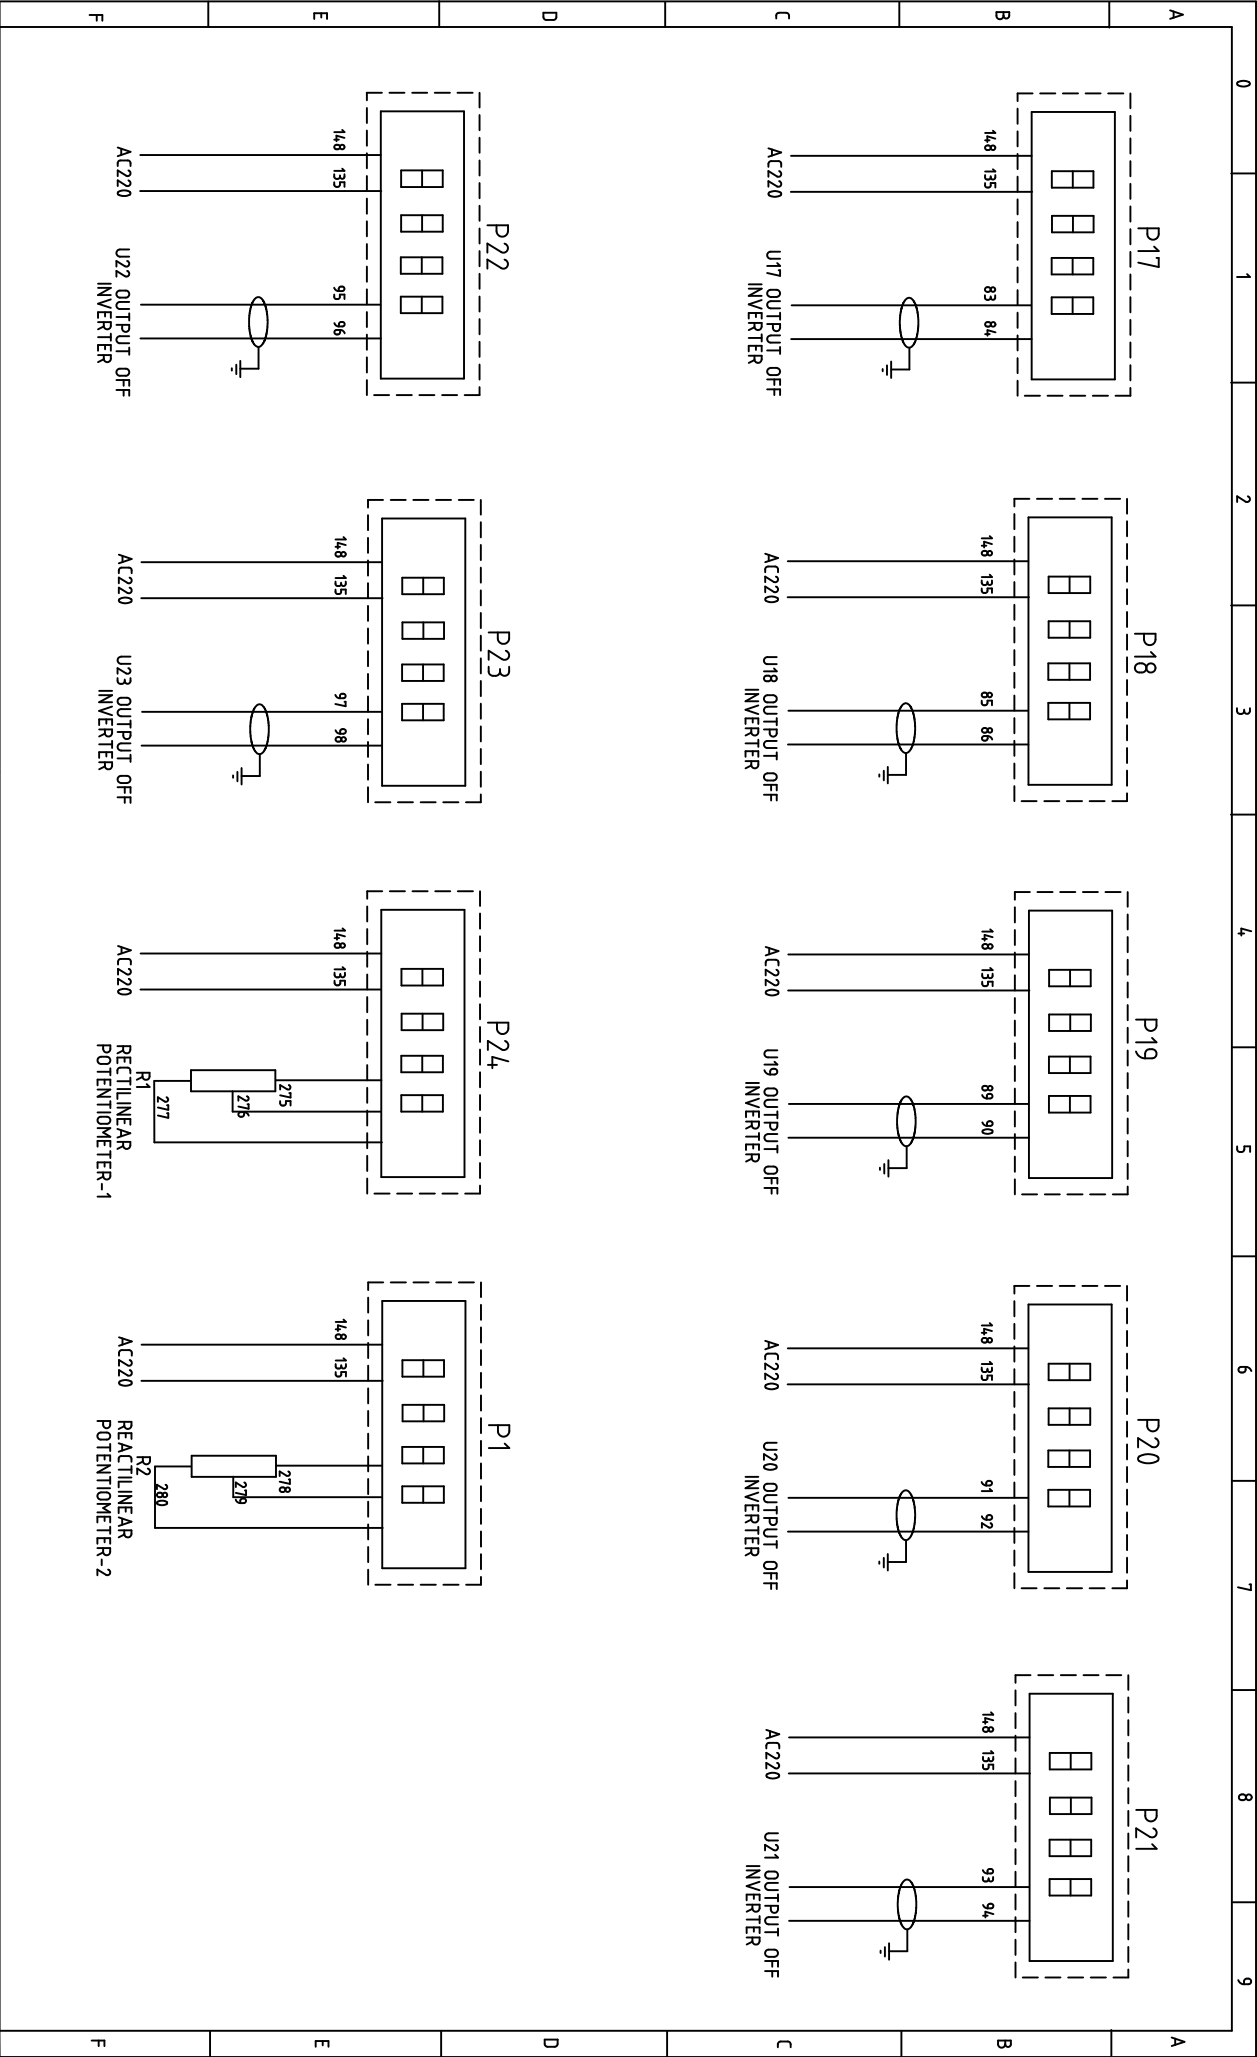 0 1 2 3 4 5 6 7 8 9
A
B
C
D
E
F
A
B
C
D
E
F
P17
148
135
83
84
AC220
U17 OUTPUT OFF
INVERTER
P18
148
135
85
86
AC220
U18 OUTPUT OFF
INVERTER
P19
148
135
89
90
AC220
U19 OUTPUT OFF
INVERTER
P20
148
135
91
92
AC220
U20 OUTPUT OFF
INVERTER
P21
148
135
93
94
AC220
U21 OUTPUT OFF
INVERTER
P22
148
135
95
96
AC220
U22 OUTPUT OFF
INVERTER
P23
148
135
97
98
AC220
U23 OUTPUT OFF
INVERTER
P24
148
135
275
276
277
R1
AC220
RECTILINEAR
POTENTIOMETER-1
P1
148
135
278
279
280
R2
AC220
REACTILINEAR
POTENTIOMETER-2